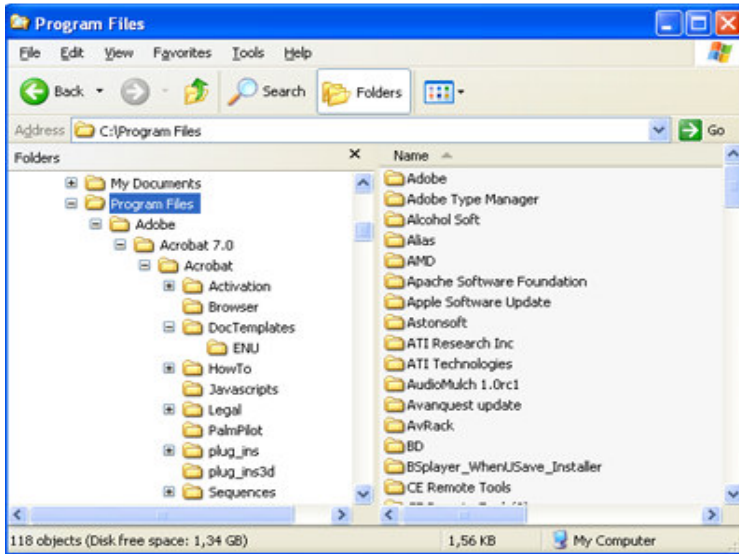 Program Files
File Edit View Favorites Tools Help
Back Search Folders
Address C:\Program Files Go
Folders
My Documents
Program Files
Adobe
Acrobat 7.0
Acrobat
Activation
Browser
DocTemplates
ENU
HowTo
Javascripts
Legal
PalmPilot
plug_ins
plug_ins3d
Sequences
Name
Adobe
Adobe Type Manager
Alcohol Soft
Alias
AMD
Apache Software Foundation
Apple Software Update
Astonsoft
ATI Research Inc
ATI Technologies
AudioMulch 1.0rc1
Avanquest update
AvRack
BD
BSplayer_WhenUSave_Installer
CE Remote Tools
118 objects (Disk free space: 1,34 GB) 1,56 KB My Computer